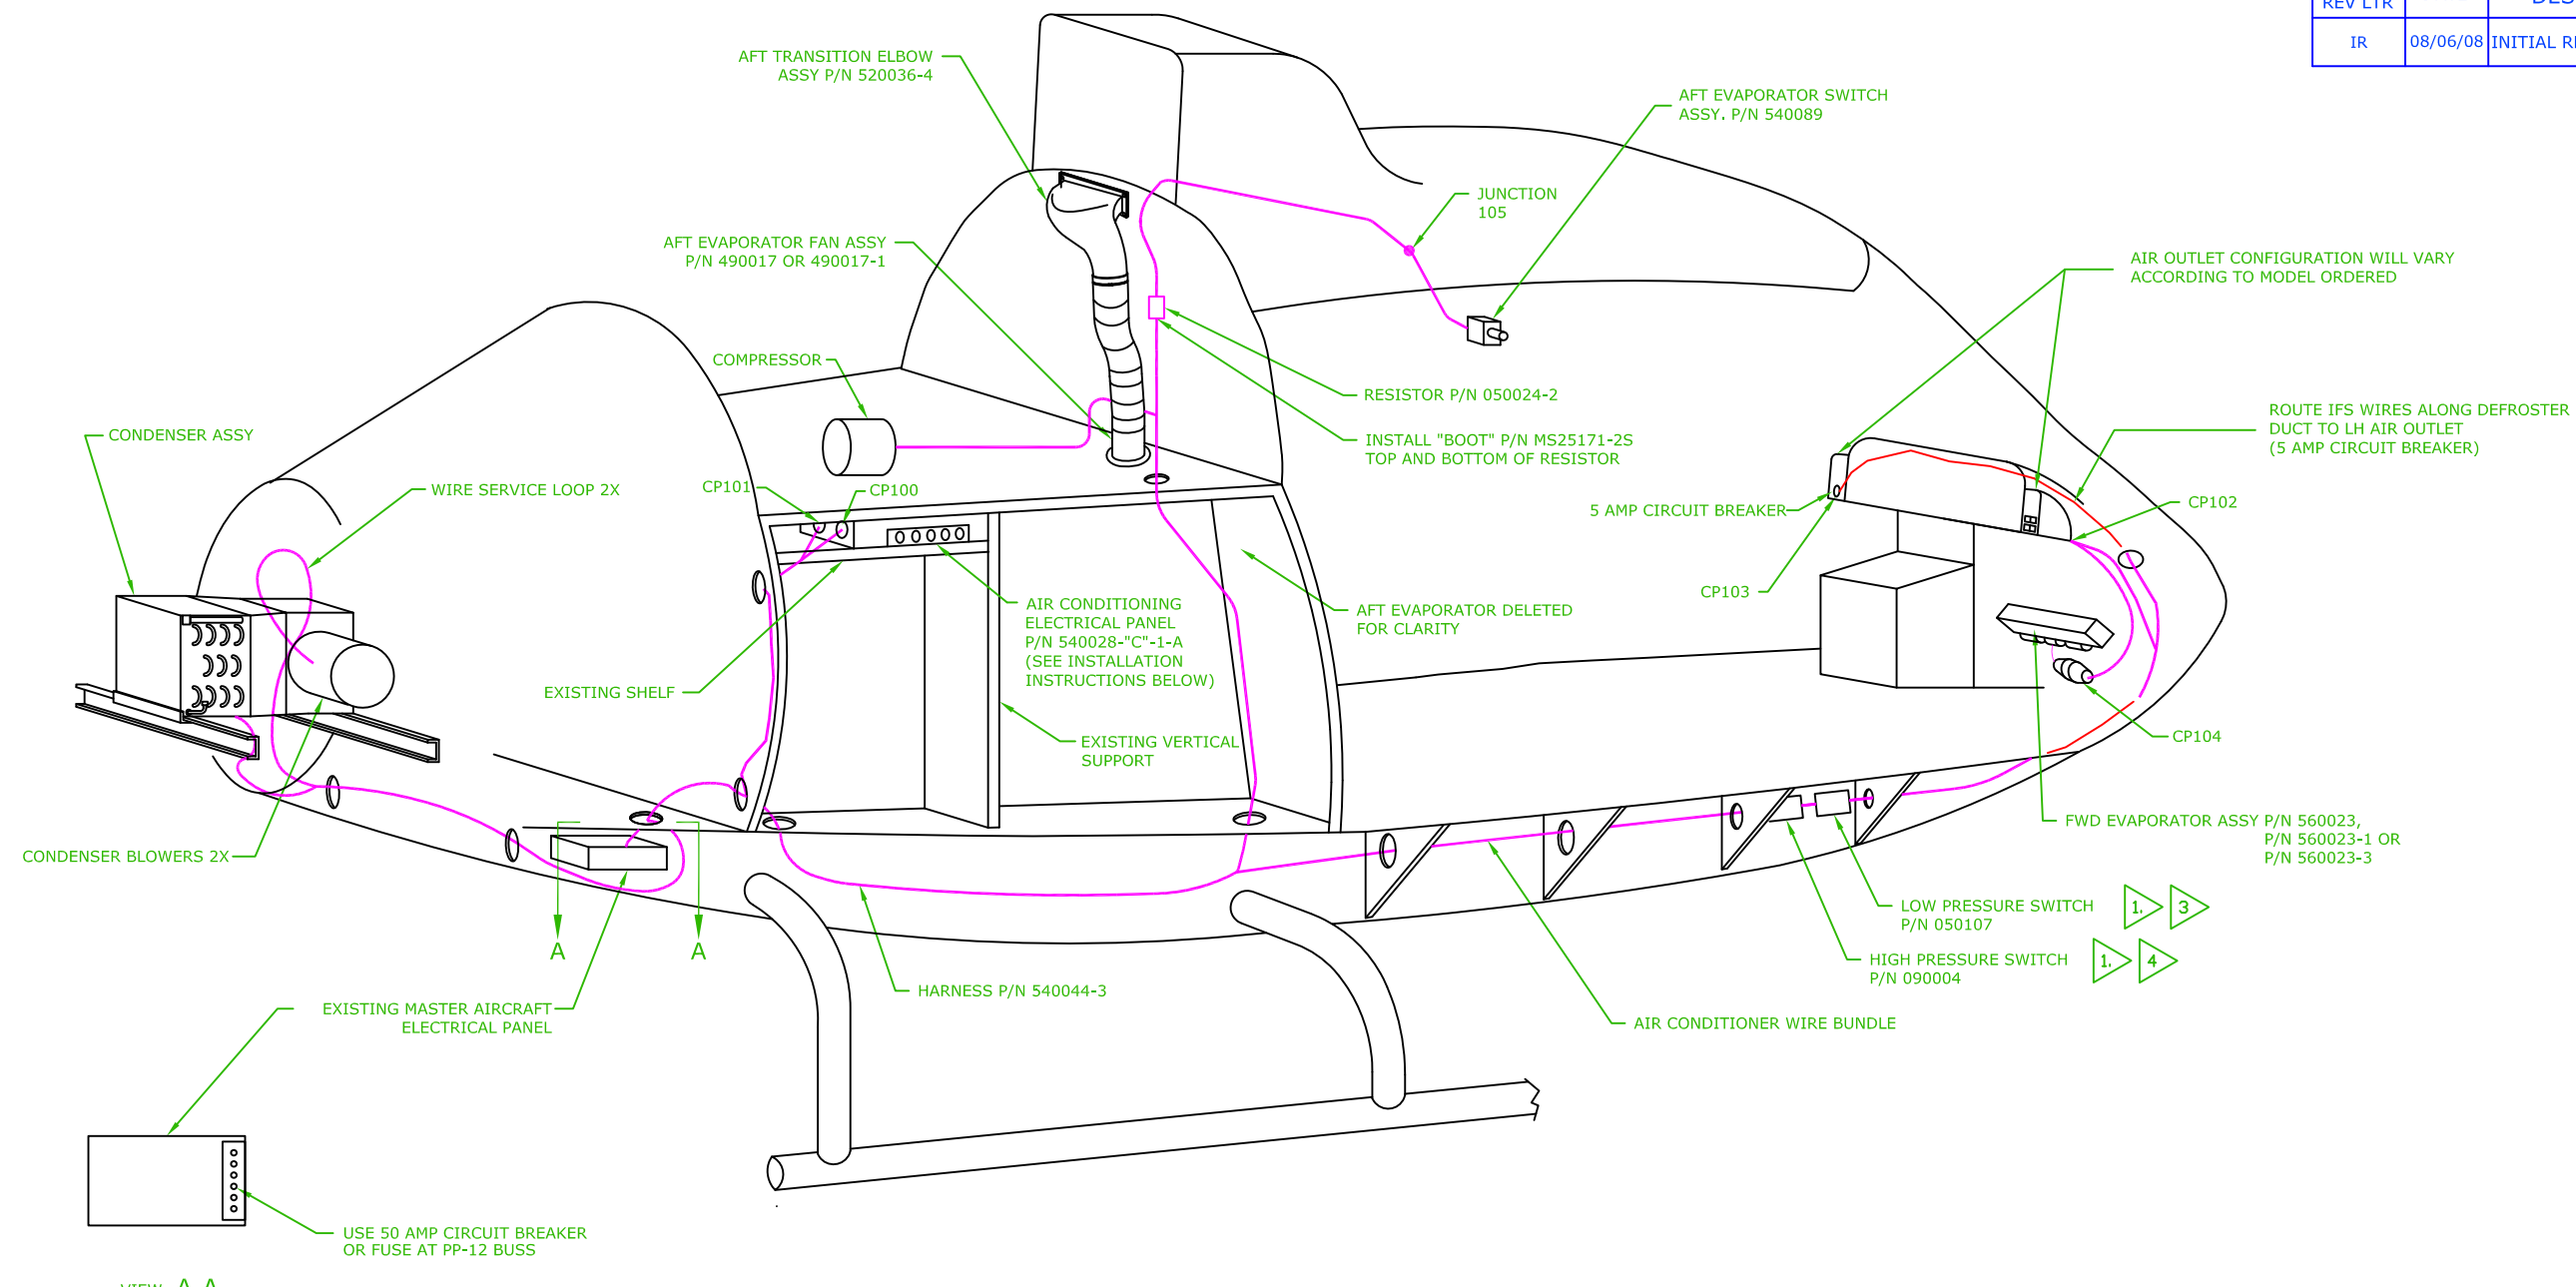 REV LTR
DES
IR
08/06/08
INITIAL RE
AFT TRANSITION ELBOW
ASSY P/N 520036-4
AFT EVAPORATOR SWITCH
ASSY. P/N 540089
JUNCTION
105
AFT EVAPORATOR FAN ASSY
P/N 490017 OR 490017-1
AIR OUTLET CONFIGURATION WILL VARY
ACCORDING TO MODEL ORDERED
COMPRESSOR
RESISTOR P/N 050024-2
ROUTE IFS WIRES ALONG DEFROSTER
DUCT TO LH AIR OUTLET
(5 AMP CIRCUIT BREAKER)
CONDENSER ASSY
INSTALL "BOOT" P/N MS25171-2S
TOP AND BOTTOM OF RESISTOR
WIRE SERVICE LOOP 2X
CP101
CP100
5 AMP CIRCUIT BREAKER
CP102
CP103
AIR CONDITIONING
ELECTRICAL PANEL
P/N 540028-"C"-1-A
(SEE INSTALLATION
INSTRUCTIONS BELOW)
AFT EVAPORATOR DELETED
FOR CLARITY
EXISTING SHELF
EXISTING VERTICAL
SUPPORT
CP104
CONDENSER BLOWERS 2X
FWD EVAPORATOR ASSY P/N 560023,
P/N 560023-1 OR
P/N 560023-3
LOW PRESSURE SWITCH
P/N 050107
1.
3
HIGH PRESSURE SWITCH
P/N 090004
1.
4
A
A
HARNESS P/N 540044-3
EXISTING MASTER AIRCRAFT
ELECTRICAL PANEL
AIR CONDITIONER WIRE BUNDLE
USE 50 AMP CIRCUIT BREAKER
OR FUSE AT PP-12 BUSS
VIEW A-A